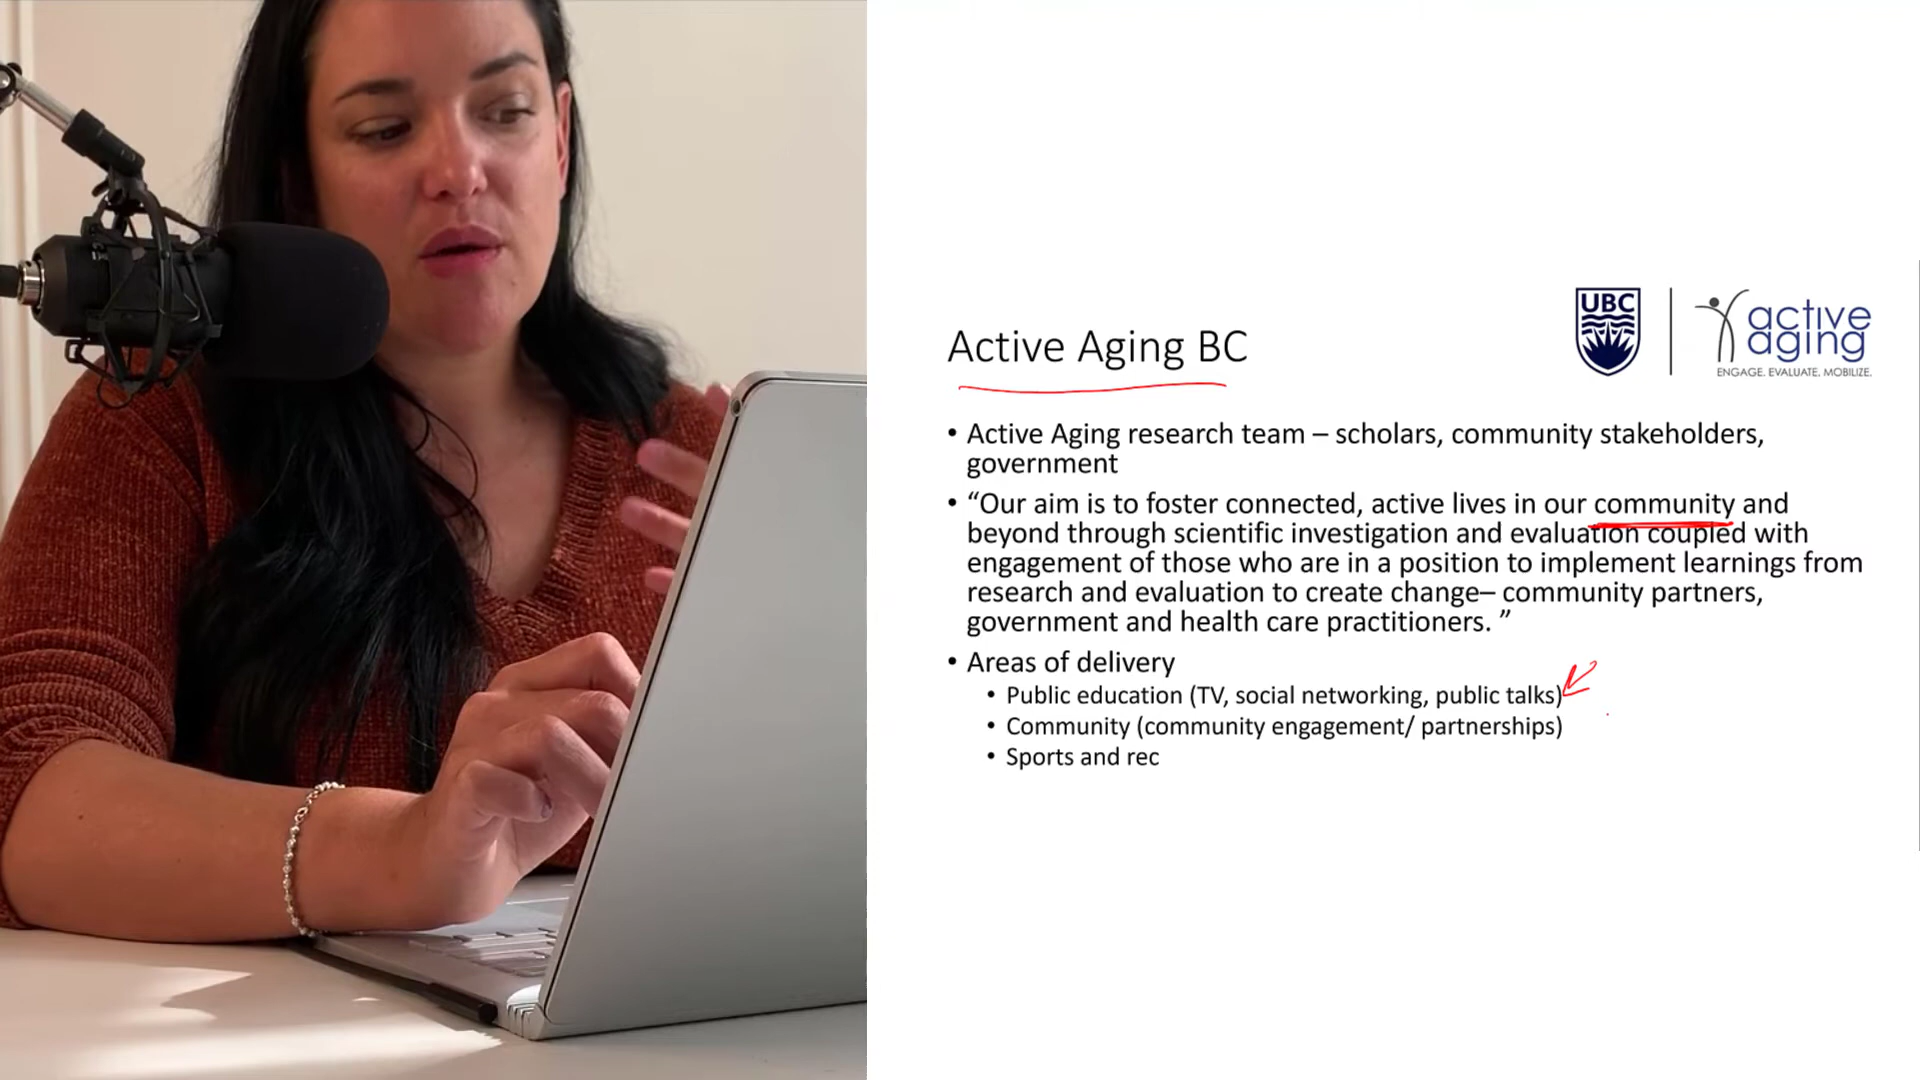 UBC
active
aging
ENGAGE. EVALUATE. MOBILIZE.
Active Aging BC
• Active Aging research team – scholars, community stakeholders,
government
• “Our aim is to foster connected, active lives in our community and
beyond through scientific investigation and evaluation coupled with
engagement of those who are in a position to implement learnings from
research and evaluation to create change– community partners,
government and health care practitioners. ”
• Areas of delivery
• Public education (TV, social networking, public talks)
• Community (community engagement/ partnerships)
• Sports and rec